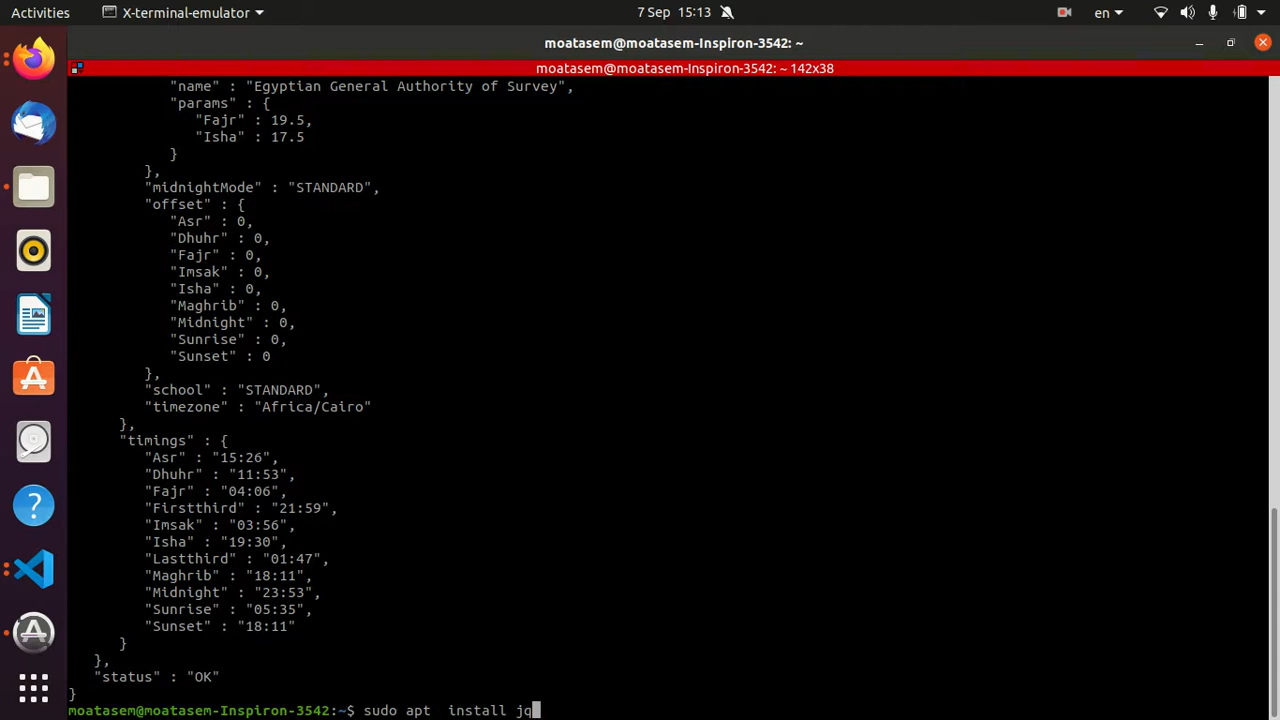 Activities
X-terminal-emulator
7 Sep 15:13
en
moatasem@moatasem-Inspiron-3542: ~
moatasem@moatasem-Inspiron-3542: ~ 142x38
"name" : "Egyptian General Authority of Survey",
"params" : {
"Fajr" : 19.5,
"Isha" : 17.5
}
},
"midnightMode" : "STANDARD",
"offset" : {
"Asr" : 0,
"Dhuhr" : 0,
"Fajr" : 0,
"Imsak" : 0,
"Isha" : 0,
"Maghrib" : 0,
"Midnight" : 0,
"Sunrise" : 0,
"Sunset" : 0
},
"school" : "STANDARD",
"timezone" : "Africa/Cairo"
},
"timings" : {
"Asr" : "15:26",
"Dhuhr" : "11:53",
"Fajr" : "04:06",
"Firstthird" : "21:59",
"Imsak" : "03:56",
"Isha" : "19:30",
"Lastthird" : "01:47",
"Maghrib" : "18:11",
"Midnight" : "23:53",
"Sunrise" : "05:35",
"Sunset" : "18:11"
}
},
"status" : "OK"
}
moatasem@moatasem-Inspiron-3542:~$ sudo apt  install jq